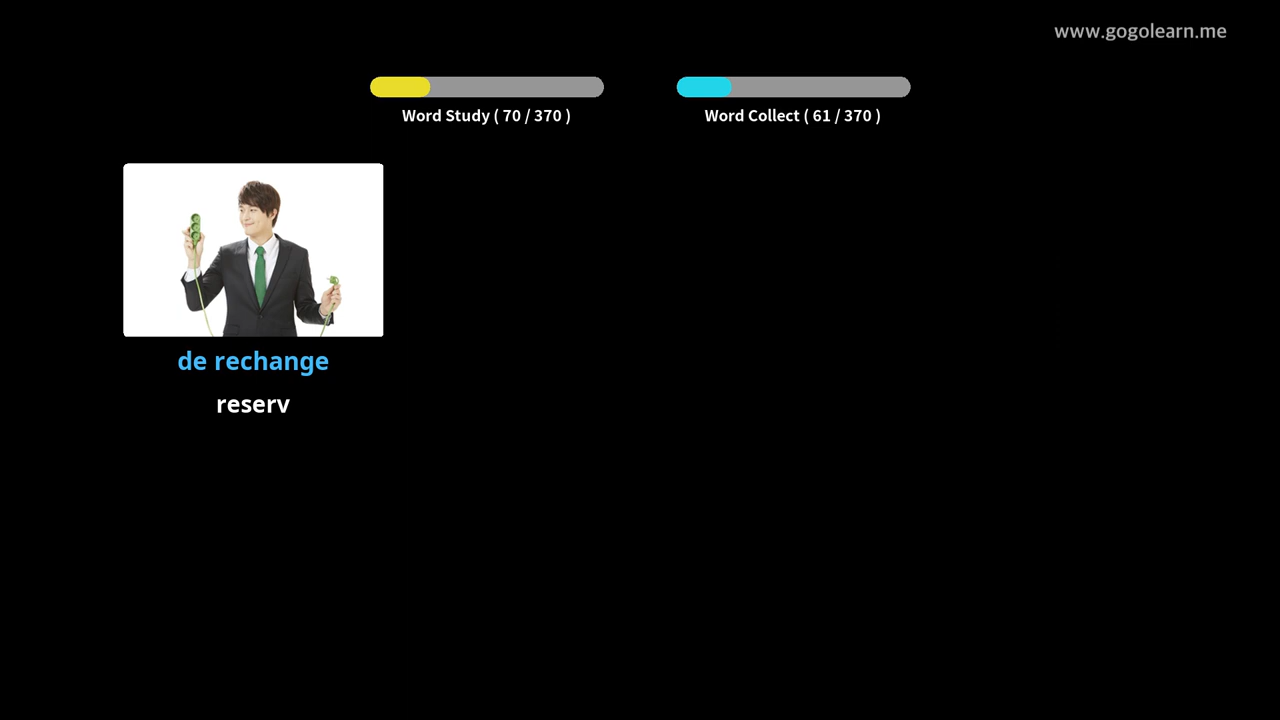 www.gogolearn.me
Word Study ( 70 / 370 )
Word Collect ( 61 / 370 )
de rechange
reserv